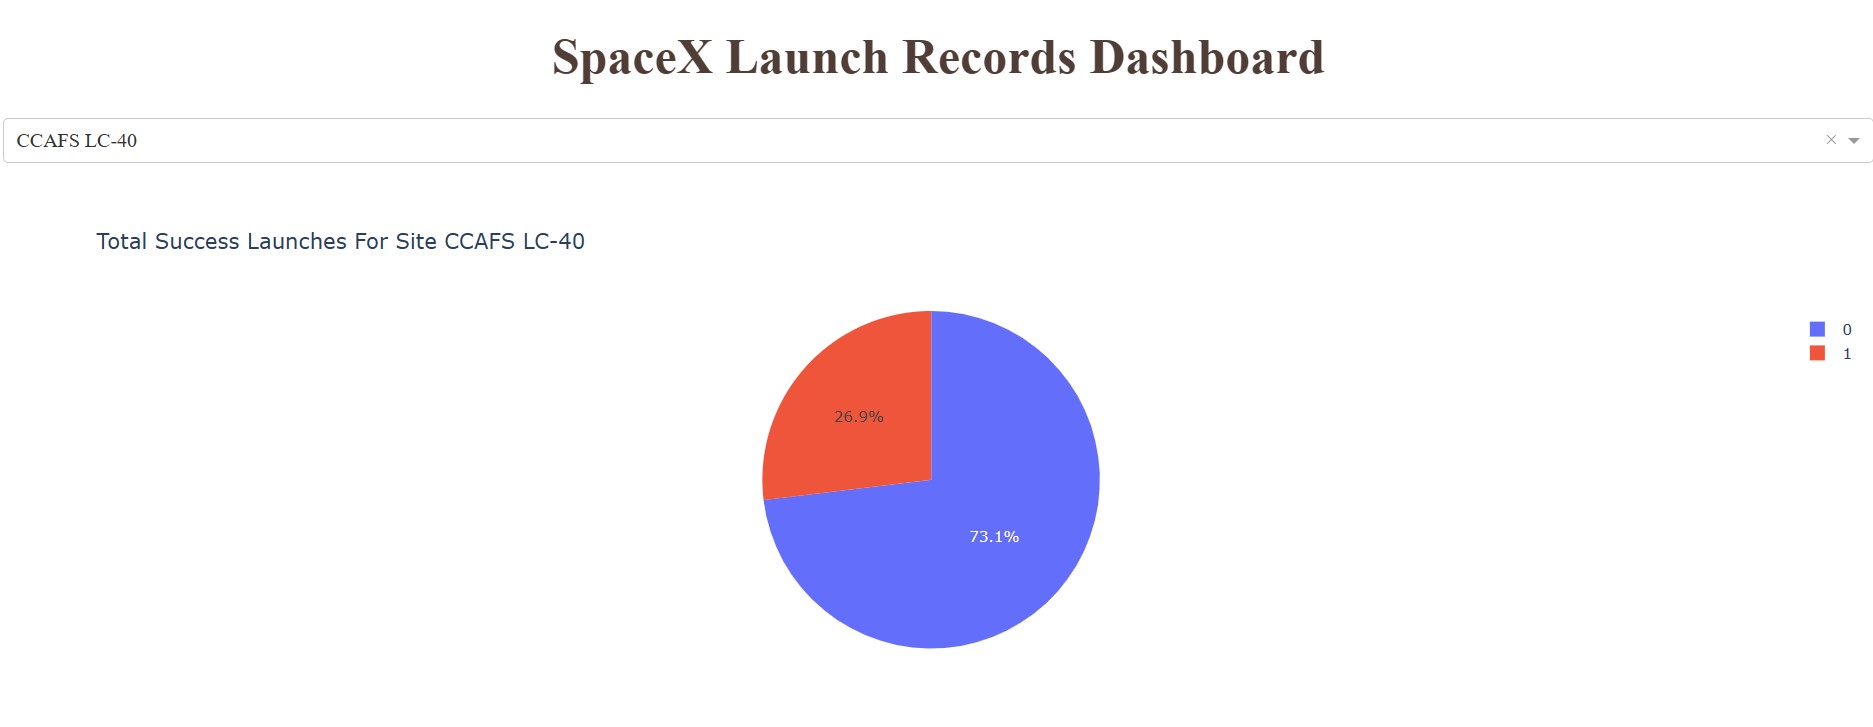 SpaceX Launch Records Dashboard
CCAFS LC-40
×
Total Success Launches For Site CCAFS LC-40
0
1
26.9%
73.1%